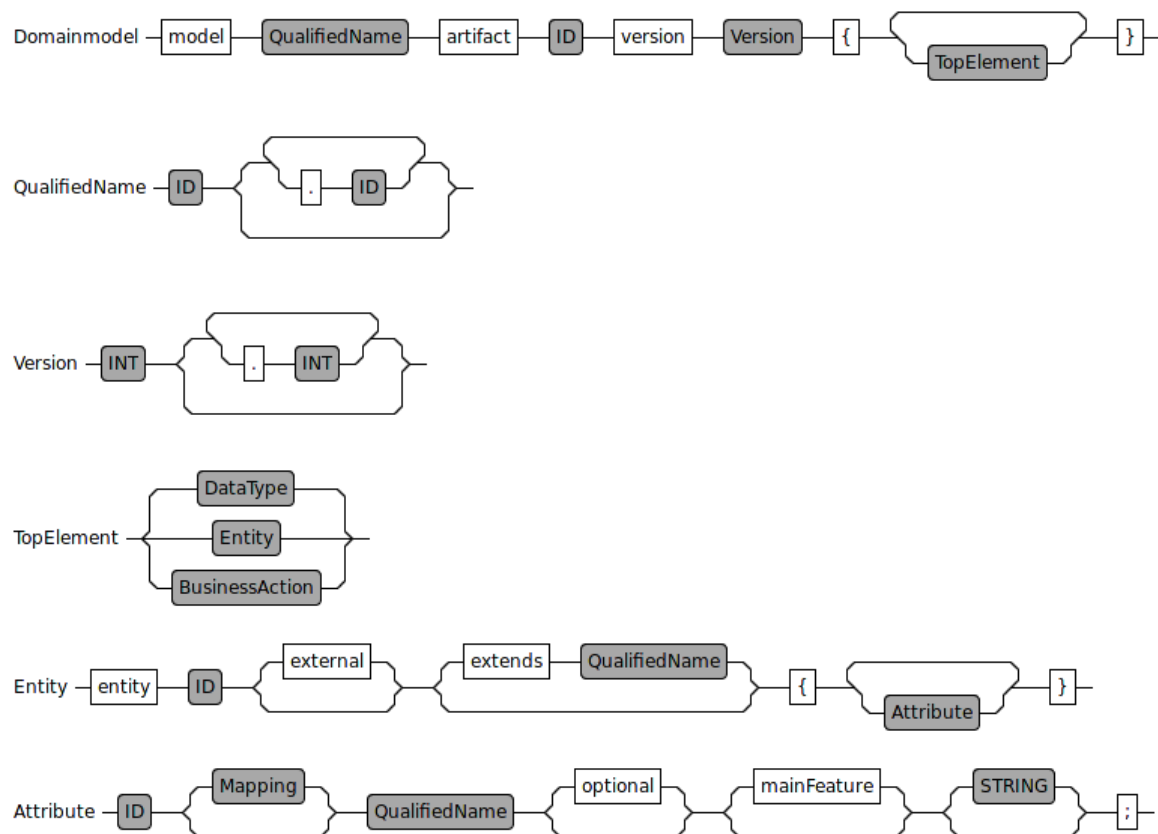 Domainmodel model QualifiedName artifact ID version Version { TopElement }
QualifiedName ID . ID
Version INT . INT
DataType
TopElement Entity
BusinessAction
external extends QualifiedName
Entity entity ID { Attribute }
Mapping optional mainFeature STRING
Attribute ID QualifiedName ;